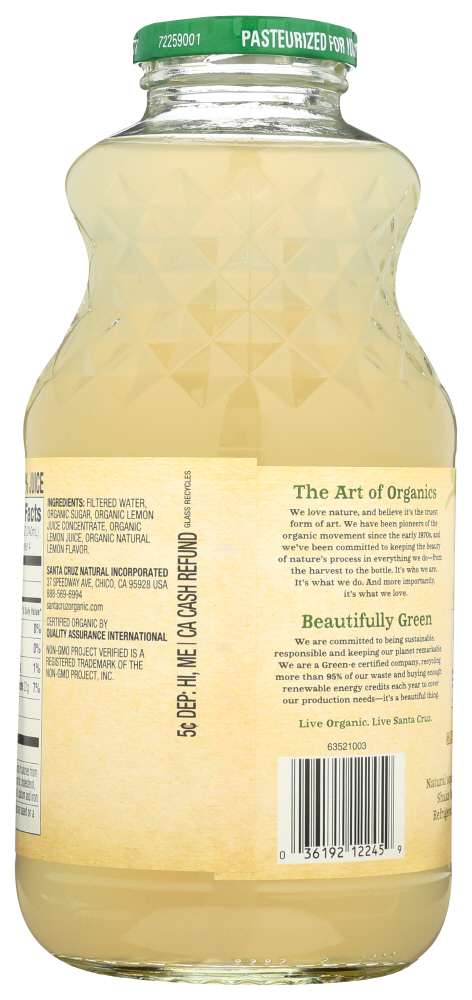 72259001
PASTEURIZED FOR
JUICE
Facts
INGREDIENTS: FILTERED WATER,
ORGANIC SUGAR, ORGANIC LEMON
JUICE CONCENTRATE, ORGANIC
LEMON JUICE, ORGANIC NATURAL
LEMON FLAVOR.
SANTA CRUZ NATURAL INCORPORATED
37 SPEEDWAY AVE, CHICO, CA 95928 USA
888-569-6994
santacruzorganic.com
CERTIFIED ORGANIC BY
QUALITY ASSURANCE INTERNATIONAL
NON-GMO PROJECT VERIFIED IS A
REGISTERED TRADEMARK OF THE
NON-GMO PROJECT, INC.
Daily Value*
0%
0%
1%
7%
5¢ DEP: HI, ME | CA CASH REFUND GLASS RECYCLES
The Art of Organics
We love nature, and believe it's the truest
form of art. We have been pioneers of the
organic movement since the early 1970s, and
we've been committed to keeping the beauty
of nature's process in everything we do—from
the harvest to the bottle. It's who we are.
It's what we do. And more importantly,
it's what we love.
Beautifully Green
We are committed to being sustainable,
responsible and keeping our planet remarkable.
We are a Green-e certified company, recycling
more than 95% of our waste and buying enough
renewable energy credits each year to cover
our production needs—it's a beautiful thing.
Live Organic. Live Santa Cruz.
63521003
0 36192 12245 9